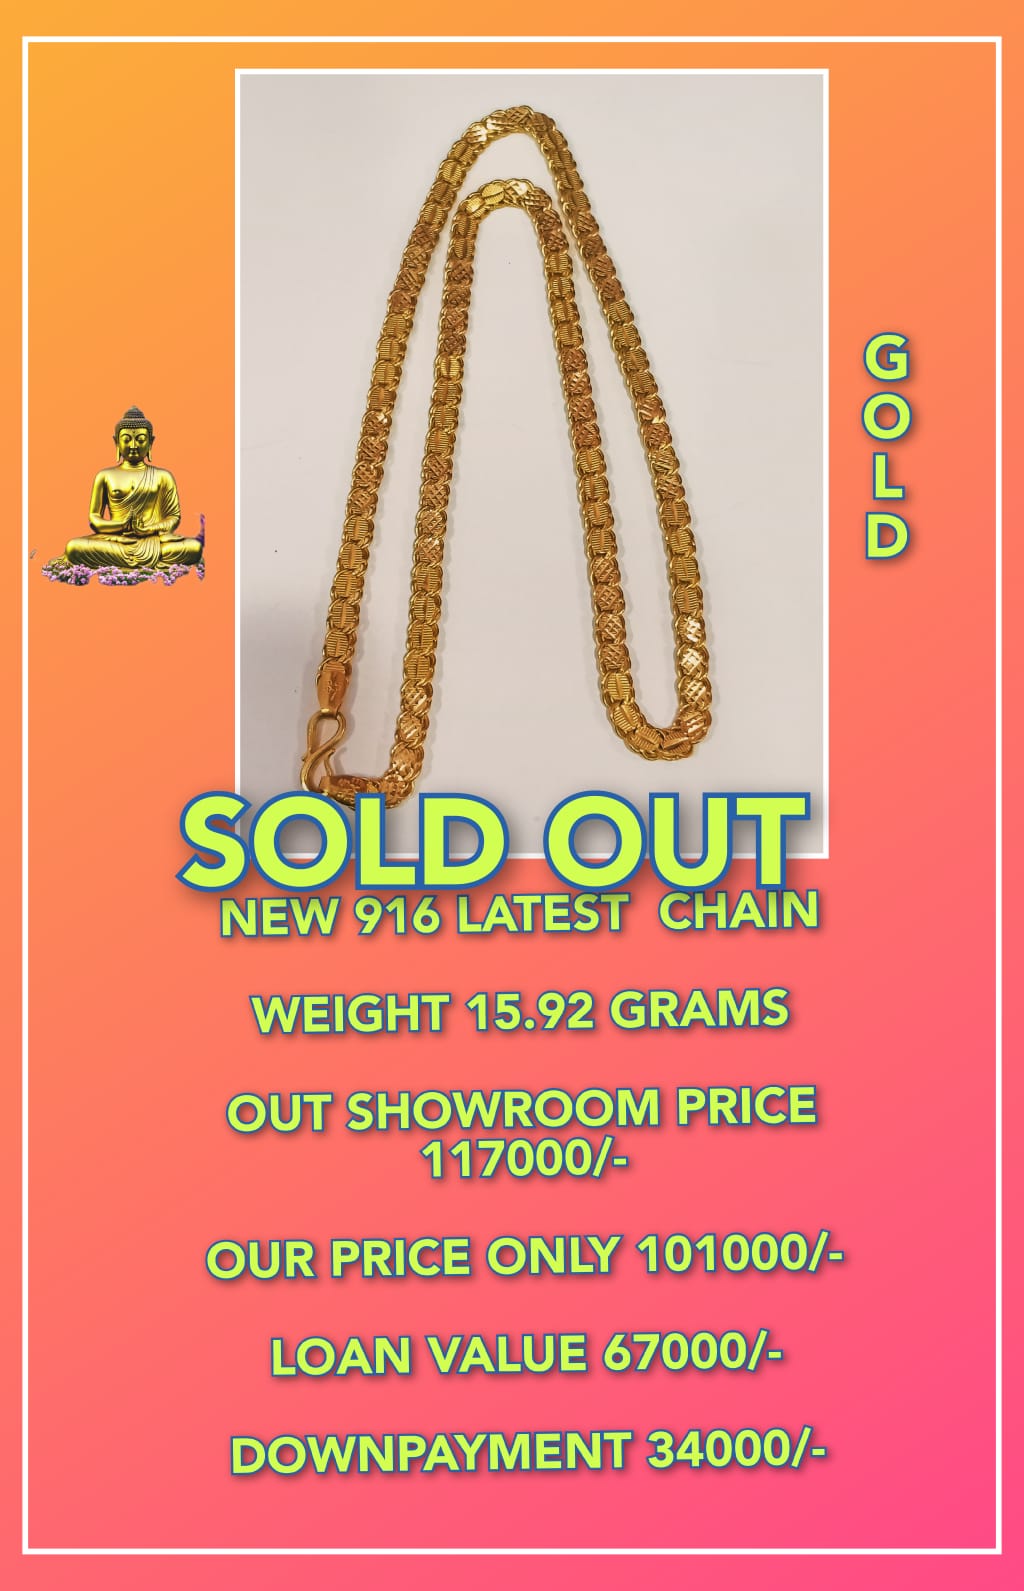 G
O
L
D
SOLD OUT
NEW 916 LATEST CHAIN
WEIGHT 15.92 GRAMS
OUT SHOWROOM PRICE
117000/-
OUR PRICE ONLY 101000/-
LOAN VALUE 67000/-
DOWNPAYMENT 34000/-